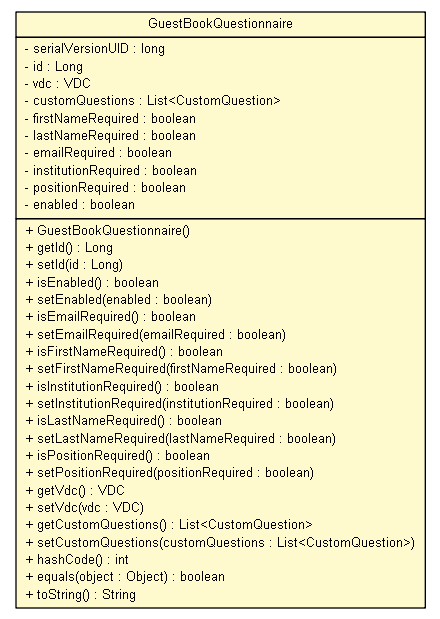 GuestBookQuestionnaire
- serialVersionUID : long
- id : Long
- vdc : VDC
- customQuestions : List<CustomQuestion>
- firstNameRequired : boolean
- lastNameRequired : boolean
- emailRequired : boolean
- institutionRequired : boolean
- positionRequired : boolean
- enabled : boolean
+ GuestBookQuestionnaire()
+ getId() : Long
+ setId(id : Long)
+ isEnabled() : boolean
+ setEnabled(enabled : boolean)
+ isEmailRequired() : boolean
+ setEmailRequired(emailRequired : boolean)
+ isFirstNameRequired() : boolean
+ setFirstNameRequired(firstNameRequired : boolean)
+ isInstitutionRequired() : boolean
+ setInstitutionRequired(institutionRequired : boolean)
+ isLastNameRequired() : boolean
+ setLastNameRequired(lastNameRequired : boolean)
+ isPositionRequired() : boolean
+ setPositionRequired(positionRequired : boolean)
+ getVdc() : VDC
+ setVdc(vdc : VDC)
+ getCustomQuestions() : List<CustomQuestion>
+ setCustomQuestions(customQuestions : List<CustomQuestion>)
+ hashCode() : int
+ equals(object : Object) : boolean
+ toString() : String